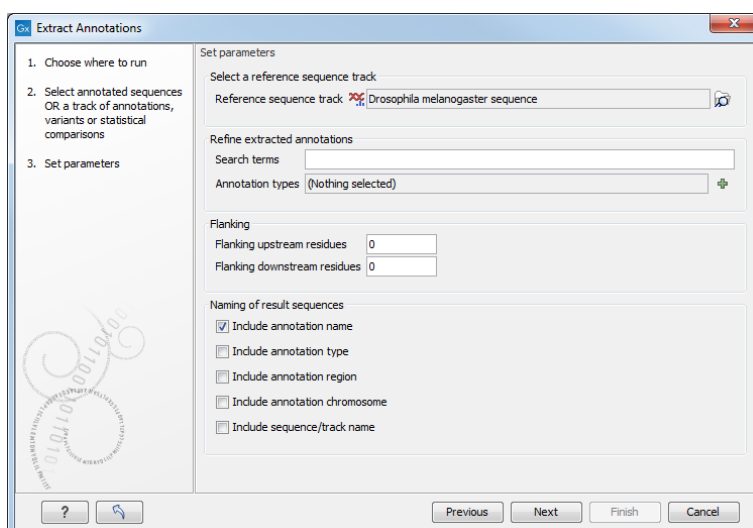 Gx Extract Annotations
1. Choose where to run
2. Select annotated sequences
OR a track of annotations,
variants or statistical
comparisons
3. Set parameters
Set parameters
Select a reference sequence track
Reference sequence track Drosophila melanogaster sequence
Refine extracted annotations
Search terms
Annotation types (Nothing selected)
Flanking
Flanking upstream residues 0
Flanking downstream residues 0
Naming of result sequences
Include annotation name
Include annotation type
Include annotation region
Include annotation chromosome
Include sequence/track name
? Previous Next Finish Cancel